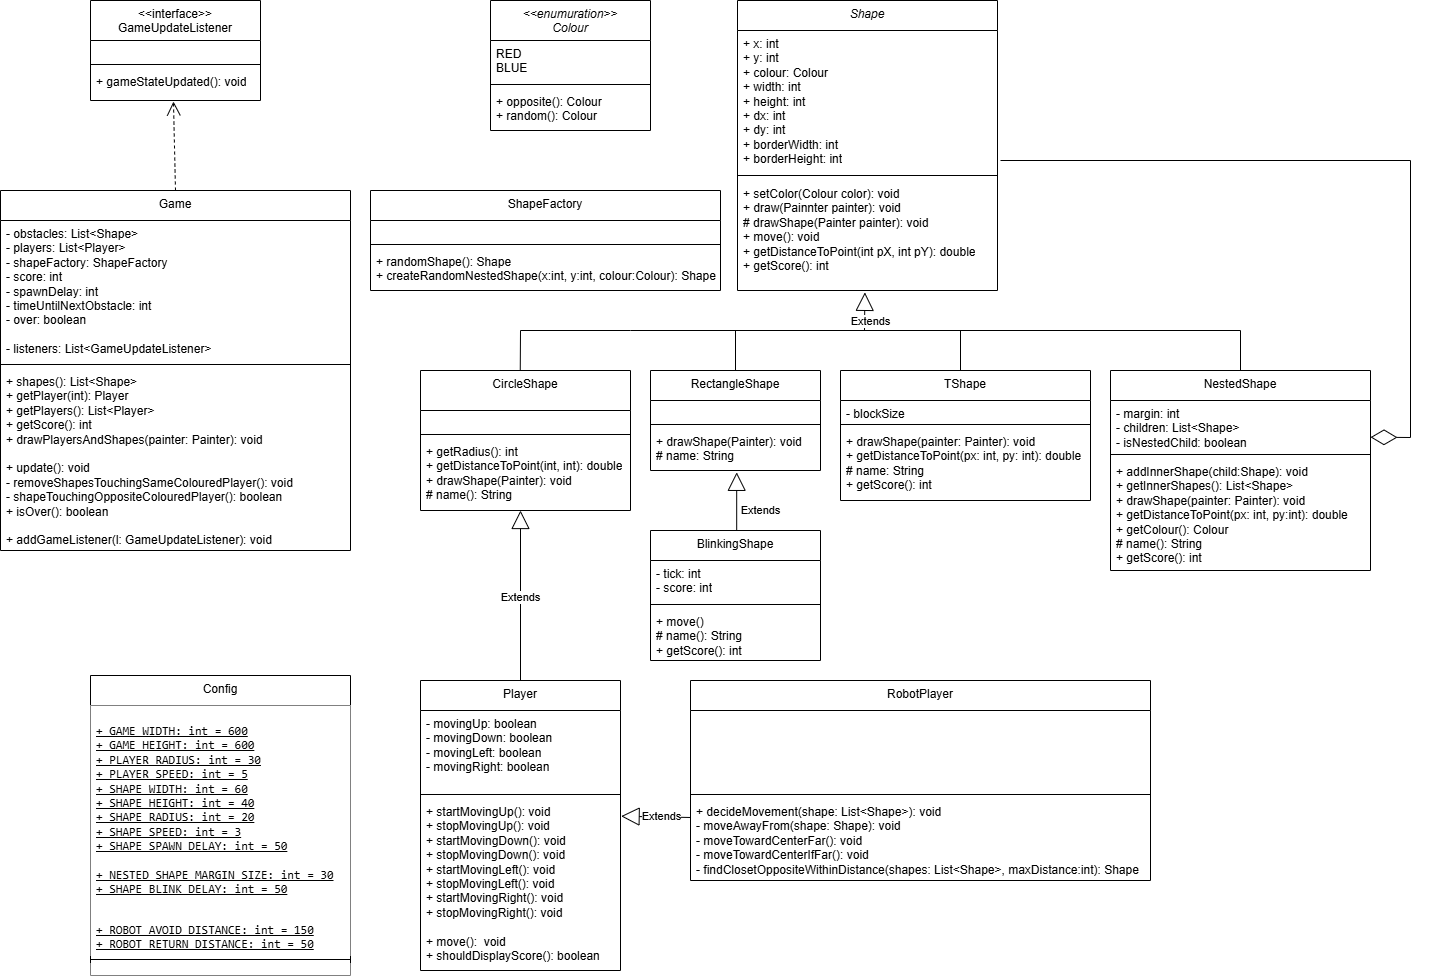 <<interface>>
GameUpdateListener
+ gameStateUpdated(): void
<<enumuration>>
Colour
RED
BLUE
+ opposite(): Colour
+ random(): Colour
Shape
+ x: int
+ y: int
+ colour: Colour
+ width: int
+ height: int
+ dx: int
+ dy: int
+ borderWidth: int
+ borderHeight: int
+ setColor(Colour color): void
+ draw(Painnter painter): void
# drawShape(Painter painter): void
+ move(): void
+ getDistanceToPoint(int pX, int pY): double
+ getScore(): int
Game
- obstacles: List<Shape>
- players: List<Player>
- shapeFactory: ShapeFactory
- score: int
- spawnDelay: int
- timeUntilNextObstacle: int
- over: boolean
- listeners: List<GameUpdateListener>
+ shapes(): List<Shape>
+ getPlayer(int): Player
+ getPlayers(): List<Player>
+ getScore(): int
+ drawPlayersAndShapes(painter: Painter): void
+ update(): void
- removeShapesTouchingSameColouredPlayer(): void
- shapeTouchingOppositeColouredPlayer(): boolean
+ isOver(): boolean
+ addGameListener(l: GameUpdateListener): void
ShapeFactory
+ randomShape(): Shape
+ createRandomNestedShape(x:int, y:int, colour:Colour): Shape
Extends
CircleShape
+ getRadius(): int
+ getDistanceToPoint(int, int): double
+ drawShape(Painter): void
# name(): String
RectangleShape
+ drawShape(Painter): void
# name: String
TShape
- blockSize
+ drawShape(painter: Painter): void
+ getDistanceToPoint(px: int, py: int): double
# name: String
+ getScore(): int
NestedShape
- margin: int
- children: List<Shape>
- isNestedChild: boolean
+ addInnerShape(child:Shape): void
+ getInnerShapes(): List<Shape>
+ drawShape(painter: Painter): void
+ getDistanceToPoint(px: int, py:int): double
+ getColour(): Colour
# name(): String
+ getScore(): int
Extends
BlinkingShape
- tick: int
- score: int
+ move()
# name(): String
+ getScore(): int
Extends
Config
+ GAME_WIDTH: int = 600
+ GAME_HEIGHT: int = 600
+ PLAYER_RADIUS: int = 30
+ PLAYER_SPEED: int = 5
+ SHAPE_WIDTH: int = 60
+ SHAPE_HEIGHT: int = 40
+ SHAPE_RADIUS: int = 20
+ SHAPE_SPEED: int = 3
+ SHAPE_SPAWN_DELAY: int = 50
+ NESTED_SHAPE_MARGIN_SIZE: int = 30
+ SHAPE_BLINK_DELAY: int = 50
+ ROBOT_AVOID_DISTANCE: int = 150
+ ROBOT_RETURN_DISTANCE: int = 50
Player
- movingUp: boolean
- movingDown: boolean
- movingLeft: boolean
- movingRight: boolean
+ startMovingUp(): void
+ stopMovingUp(): void
+ startMovingDown(): void
+ stopMovingDown(): void
+ startMovingLeft(): void
+ stopMovingLeft(): void
+ startMovingRight(): void
+ stopMovingRight(): void
+ move(): void
+ shouldDisplayScore(): boolean
Extends
RobotPlayer
+ decideMovement(shape: List<Shape>): void
- moveAwayFrom(shape: Shape): void
- moveTowardCenterFar(): void
- moveTowardCenterIfFar(): void
- findClosetOppositeWithinDistance(shapes: List<Shape>, maxDistance:int): Shape